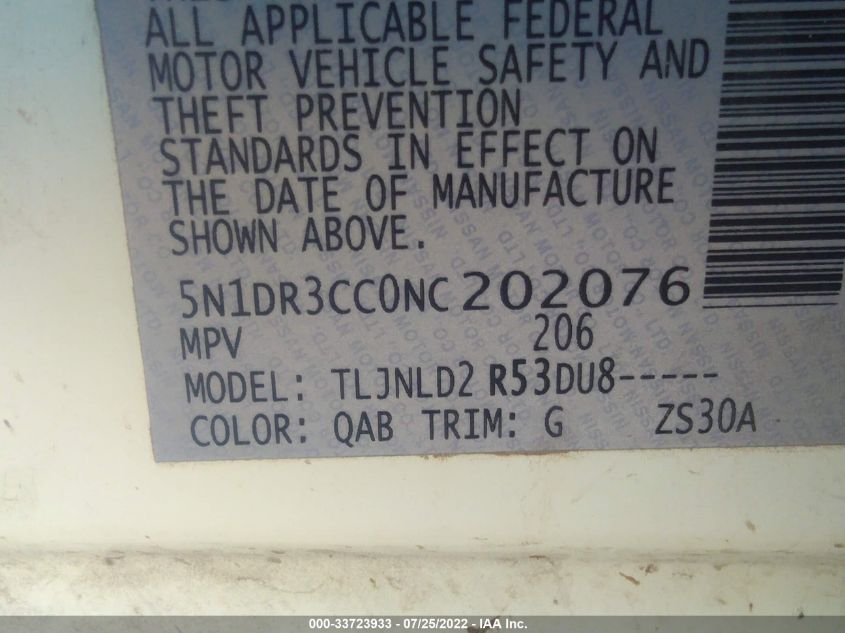 ALL APPLICABLE FEDERAL
MOTOR VEHICLE SAFETY AND
THEFT PREVENTION
STANDARDS IN EFFECT ON
THE DATE OF MANUFACTURE
SHOWN ABOVE.
5N1DR3CC0NC202076
MPV 206
MODEL: TLJNLD2 R53DU8-----
COLOR: QAB TRIM: G ZS30A
000-33723933 - 07/25/2022 - IAA Inc.